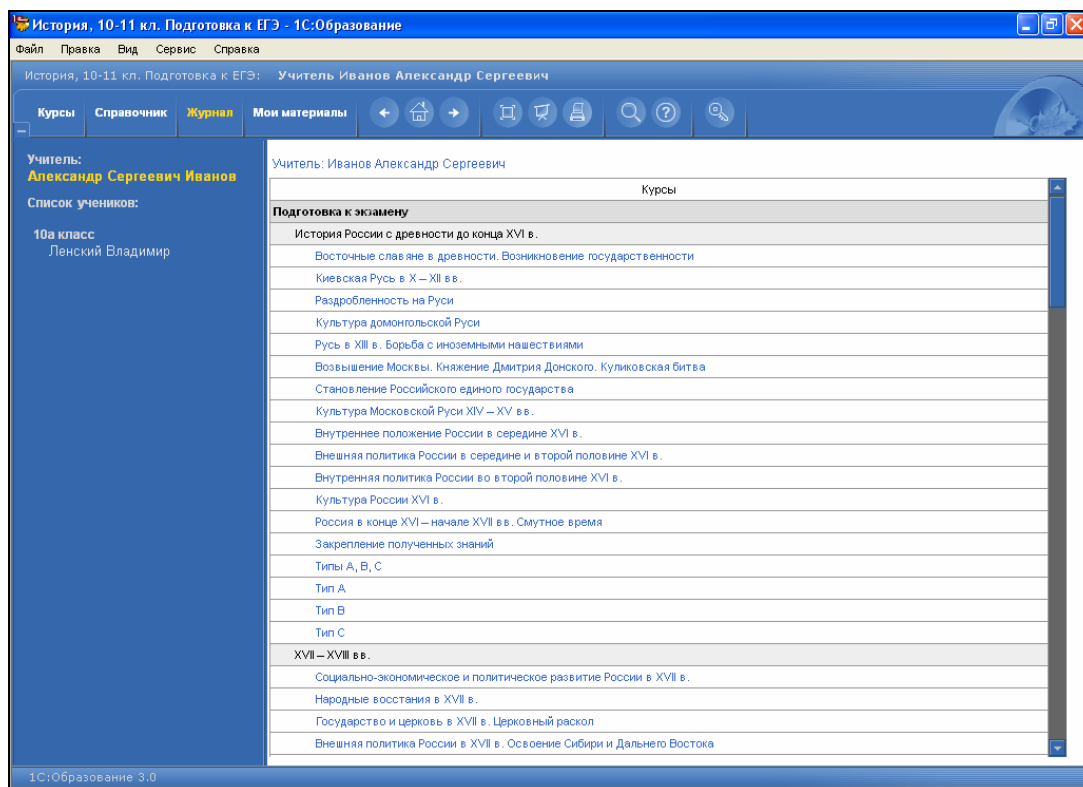 История, 10-11 кл. Подготовка к ЕГЭ - 1С:Образование
Файл Правка Вид Сервис Справка
История, 10-11 кл. Подготовка к ЕГЭ: Учитель Иванов Александр Сергеевич
Курсы Справочник Журнал Мои материалы
Учитель:
Александр Сергеевич Иванов
Список учеников:
10а класс
Ленский Владимир
Учитель: Иванов Александр Сергеевич
Курсы
Подготовка к экзамену
История России с древности до конца XVI в.
Восточные славяне в древности. Возникновение государственности
Киевская Русь в X – XII вв.
Раздробленность на Руси
Культура домонгольской Руси
Русь в XIII в. Борьба с иноземными нашествиями
Возвышение Москвы. Княжение Дмитрия Донского. Куликовская битва
Становление Российского единого государства
Культура Московской Руси XIV – XV вв.
Внутреннее положение России в середине XVI в.
Внешняя политика России в середине и второй половине XVI в.
Внутренняя политика России во второй половине XVI в.
Культура России XVI в.
Россия в конце XVI – начале XVII вв. Смутное время
Закрепление полученных знаний
Типы А, В, С
Тип А
Тип В
Тип С
XVII – XVIII вв.
Социально-экономическое и политическое развитие России в XVII в.
Народные восстания в XVII в.
Государство и церковь в XVII в. Церковный раскол
Внешняя политика России в XVII в. Освоение Сибири и Дальнего Востока
1С:Образование 3.0